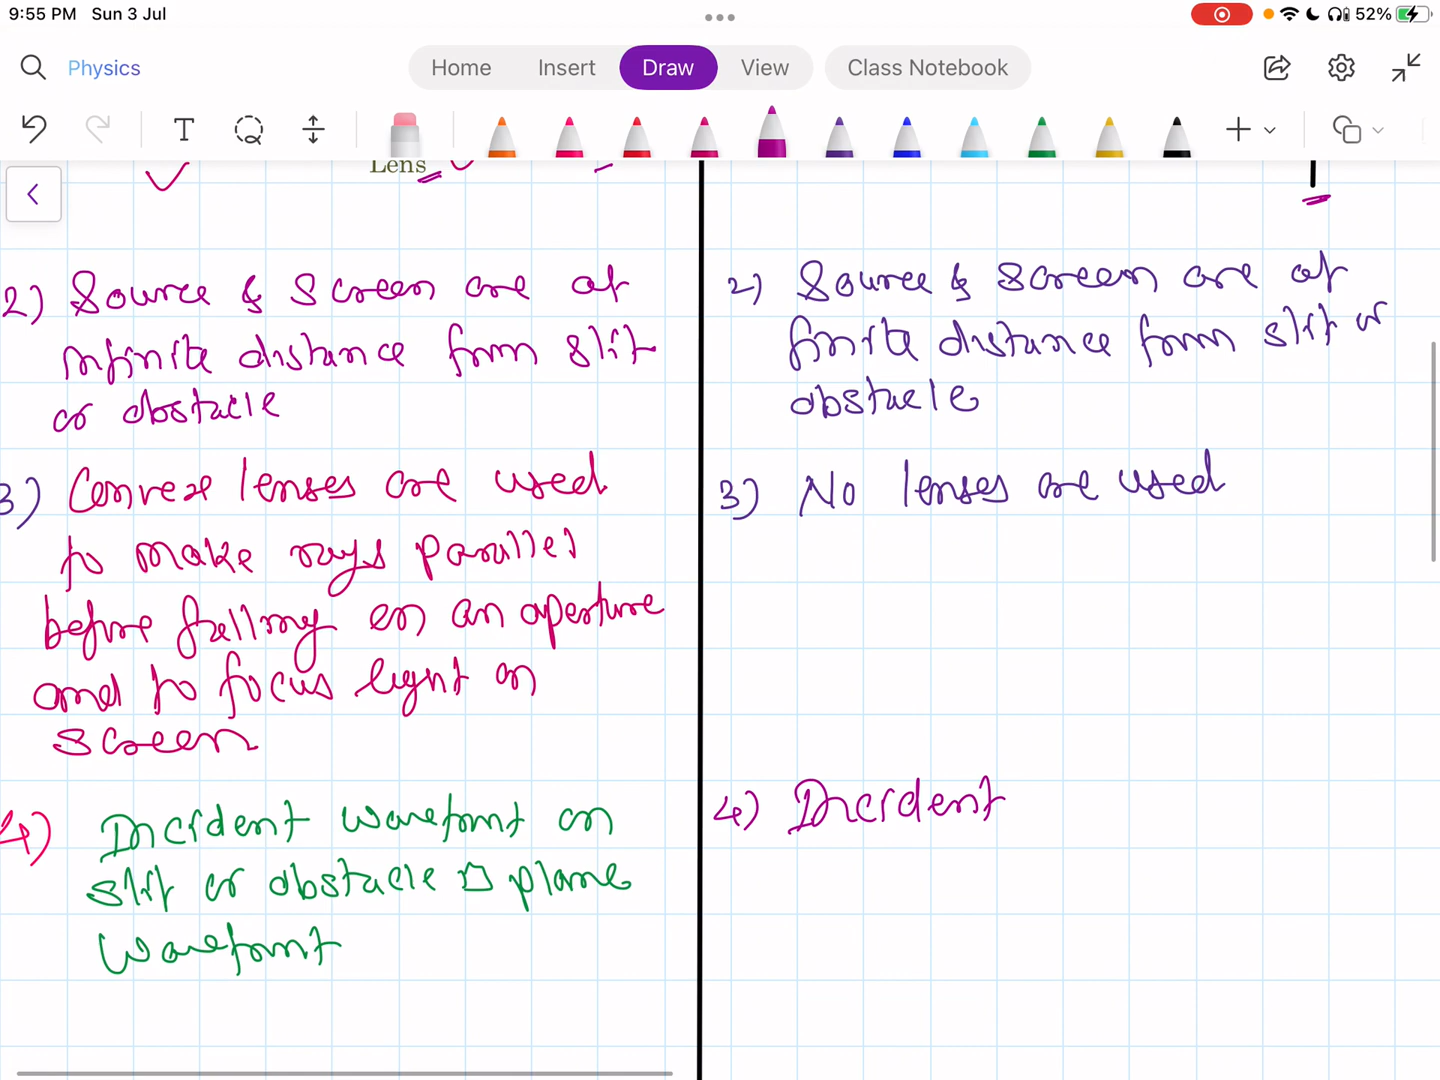 9:55 PM Sun 3 Jul
52%
Physics
Home Insert Draw View Class Notebook
T
Lens
2) Source & Screen are at
infinite distance from slit
or obstacle
3) Convex lenses are used
to make rays parallel
before falling on an aperture
and to focus light on
screen
4) Incident wavefront on
slit or obstacle is plane
wavefront
2) Source & Screen are at
finite distance from slit or
obstacle
3) No lenses are used
4) Incident